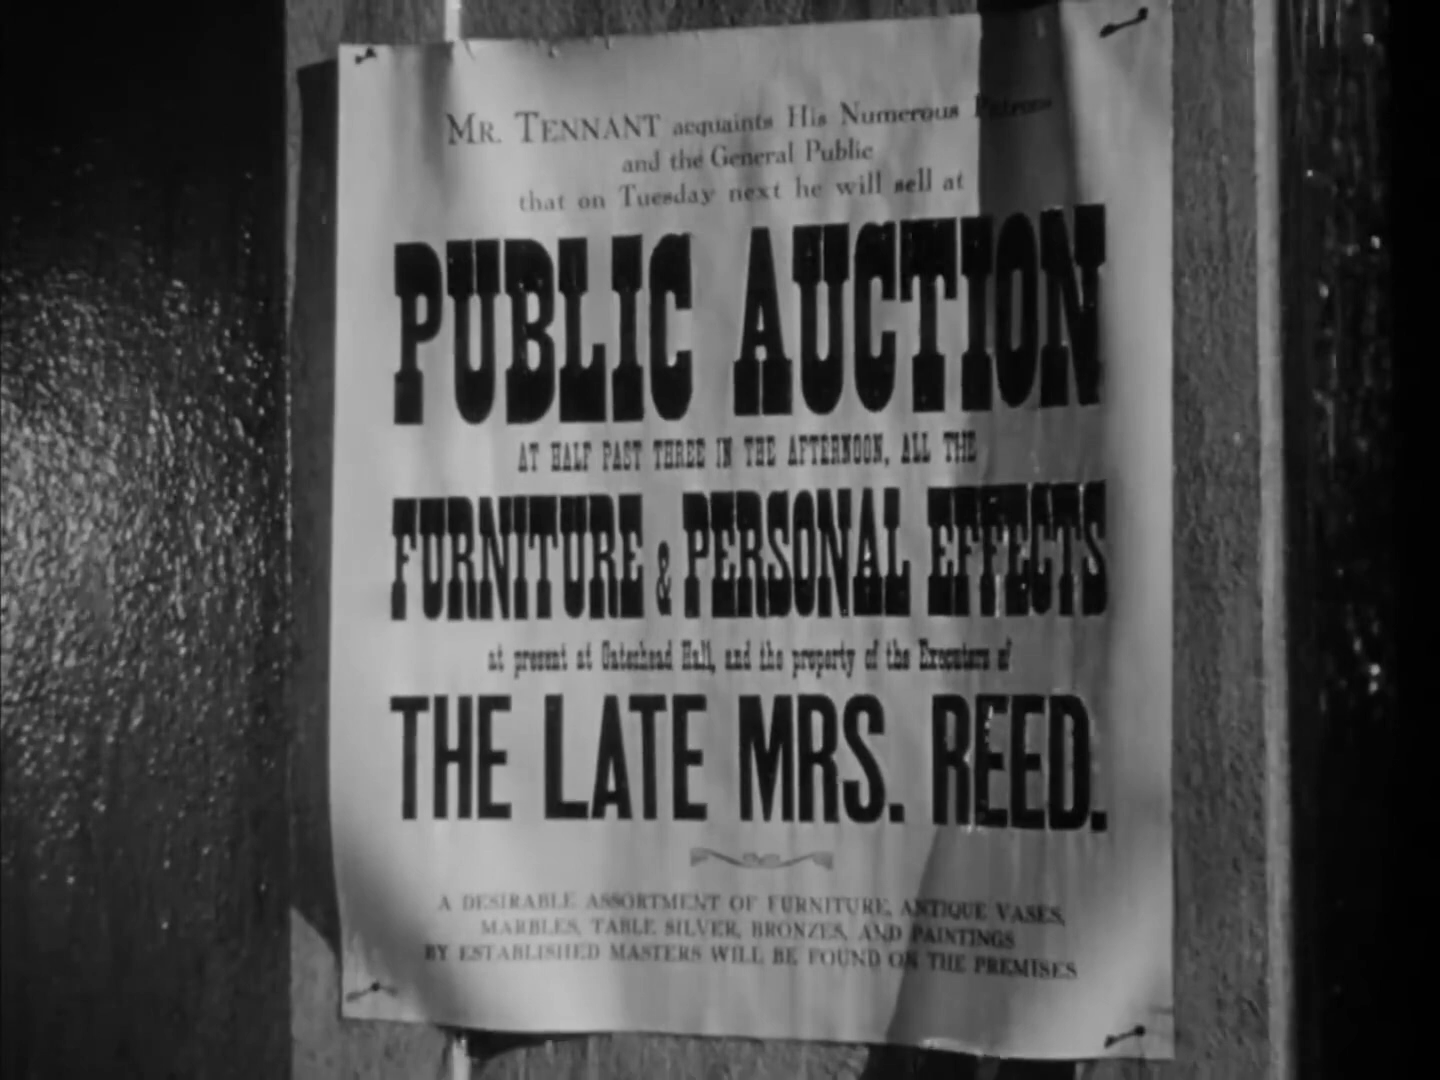 MR. TENNANT acquaints His Numerous Patrons
and the General Public
that on Tuesday next he will sell at
PUBLIC AUCTION
AT HALF PAST THREE IN THE AFTERNOON, ALL THE
FURNITURE & PERSONAL EFFECTS
at present at Gateshead Hall, and the property of the Executors of
THE LATE MRS. REED.
A DESIRABLE ASSORTMENT OF FURNITURE, ANTIQUE VASES,
MARBLES, TABLE SILVER, BRONZES, AND PAINTINGS
BY ESTABLISHED MASTERS WILL BE FOUND ON THE PREMISES